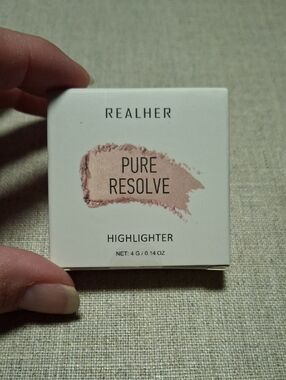 REALHER
PURE
RESOLVE
HIGHLIGHTER
NET: 4 G / 0.14 OZ